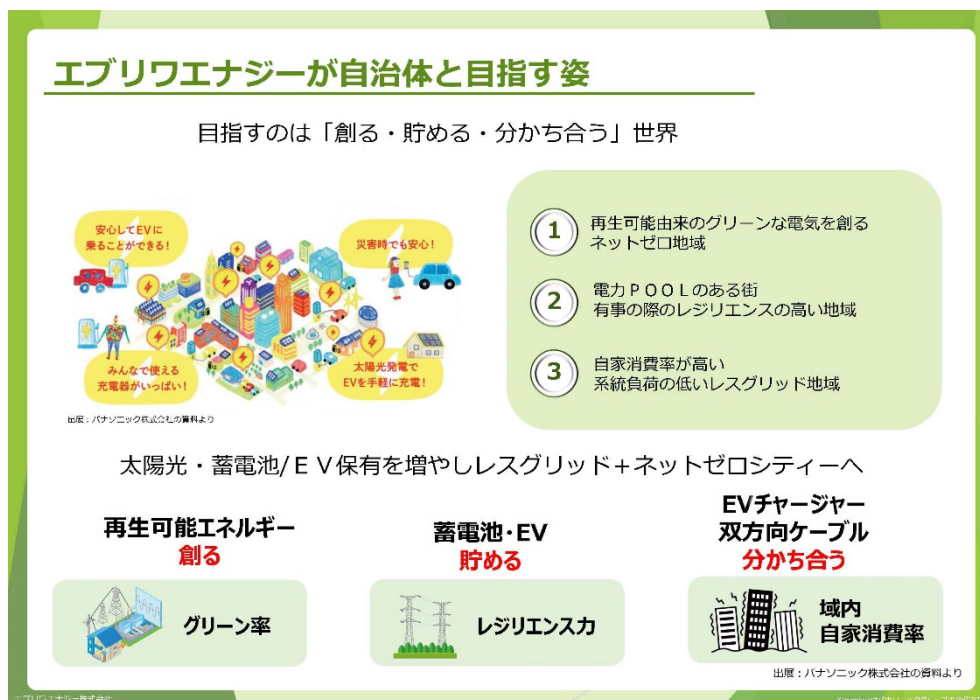 エブリワエナジーが自治体と目指す姿
目指すのは「創る・貯める・分かち合う」世界
安心してEVに
乗ることができる!
災害時でも安心!
みんなで使える
充電器がいっぱい!
太陽光発電で
EVを手軽に充電!
出展:パナソニック株式会社の資料より
1
再生可能由来のグリーンな電気を創る
ネットゼロ地域
2
電力POOLのある街
有事の際のレジリエンスの高い地域
3
自家消費率が高い
系統負荷の低いレスグリッド地域
太陽光・蓄電池/EV保有を増やしレスグリッド+ネットゼロシティーへ
再生可能エネルギー
創る
グリーン率
蓄電池・EV
貯める
レジリエンス力
EVチャージャー
双方向ケーブル
分かち合う
域内
自家消費率
出展:パナソニック株式会社の資料より
エブリワエナジー株式会社